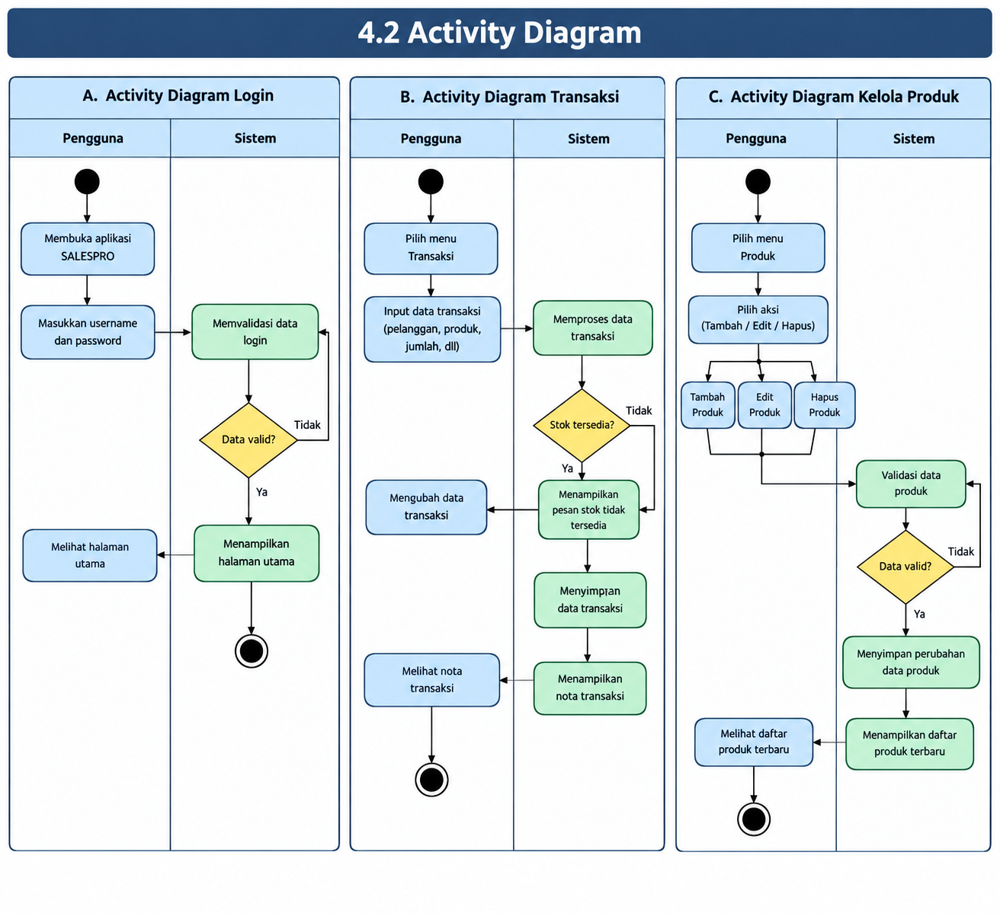 4.2 Activity Diagram
A. Activity Diagram Login
Pengguna
Sistem
Membuka aplikasi
SALESPRO
Masukkan username
dan password
Memvalidasi data
login
Data valid?
Tidak
Ya
Menampilkan
halaman utama
Melihat halaman
utama
B. Activity Diagram Transaksi
Pengguna
Sistem
Pilih menu
Transaksi
Input data transaksi
(pelanggan, produk,
jumlah, dll)
Memproses data
transaksi
Stok tersedia?
Tidak
Ya
Menampilkan
pesan stok tidak
tersedia
Mengubah data
transaksi
Menyimpan
data transaksi
Menampilkan
nota transaksi
Melihat nota
transaksi
C. Activity Diagram Kelola Produk
Pengguna
Sistem
Pilih menu
Produk
Pilih aksi
(Tambah / Edit / Hapus)
Tambah
Produk
Edit
Produk
Hapus
Produk
Validasi data
produk
Data valid?
Tidak
Ya
Menyimpan perubahan
data produk
Menampilkan daftar
produk terbaru
Melihat daftar
produk terbaru